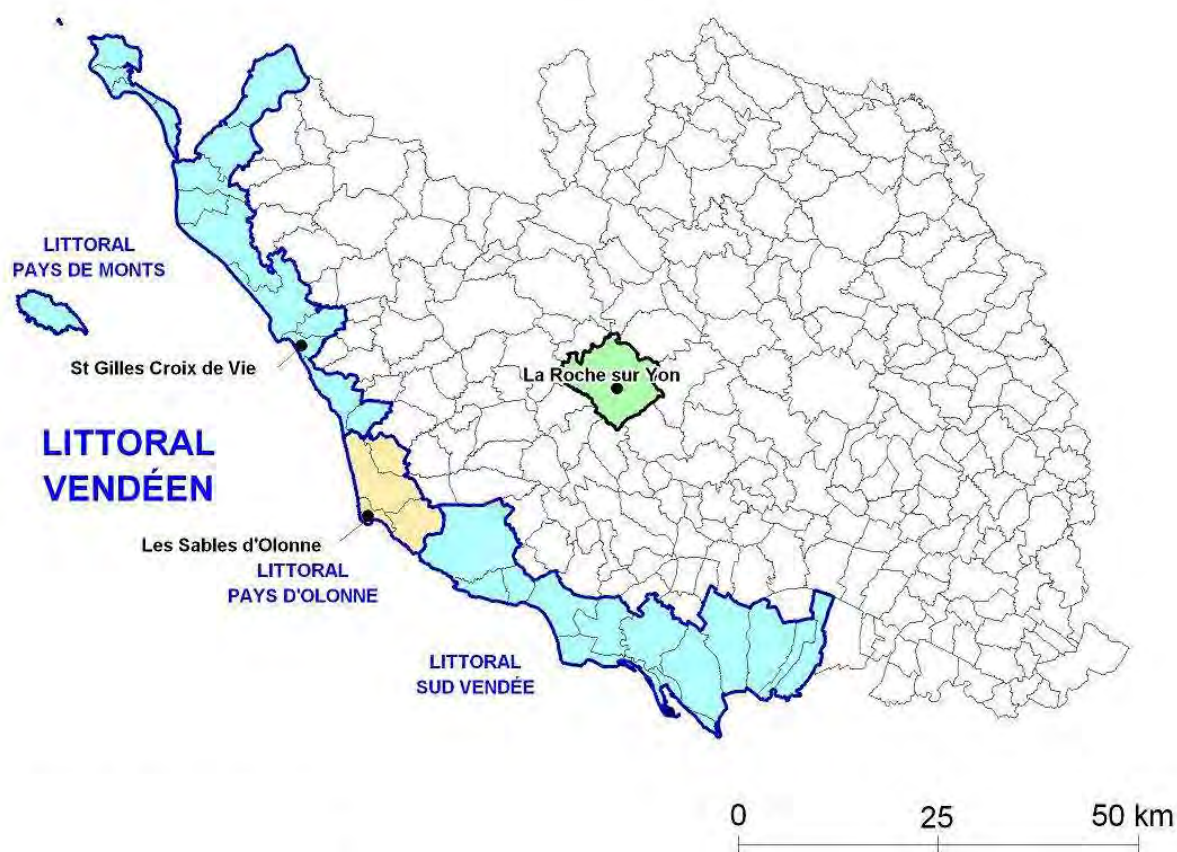 LITTORAL
PAYS DE MONTS
St Gilles Croix de Vie
La Roche sur Yon
LITTORAL
VENDÉEN
Les Sables d'Olonne
LITTORAL
PAYS D'OLONNE
LITTORAL
SUD VENDÉE
0 25 50 km